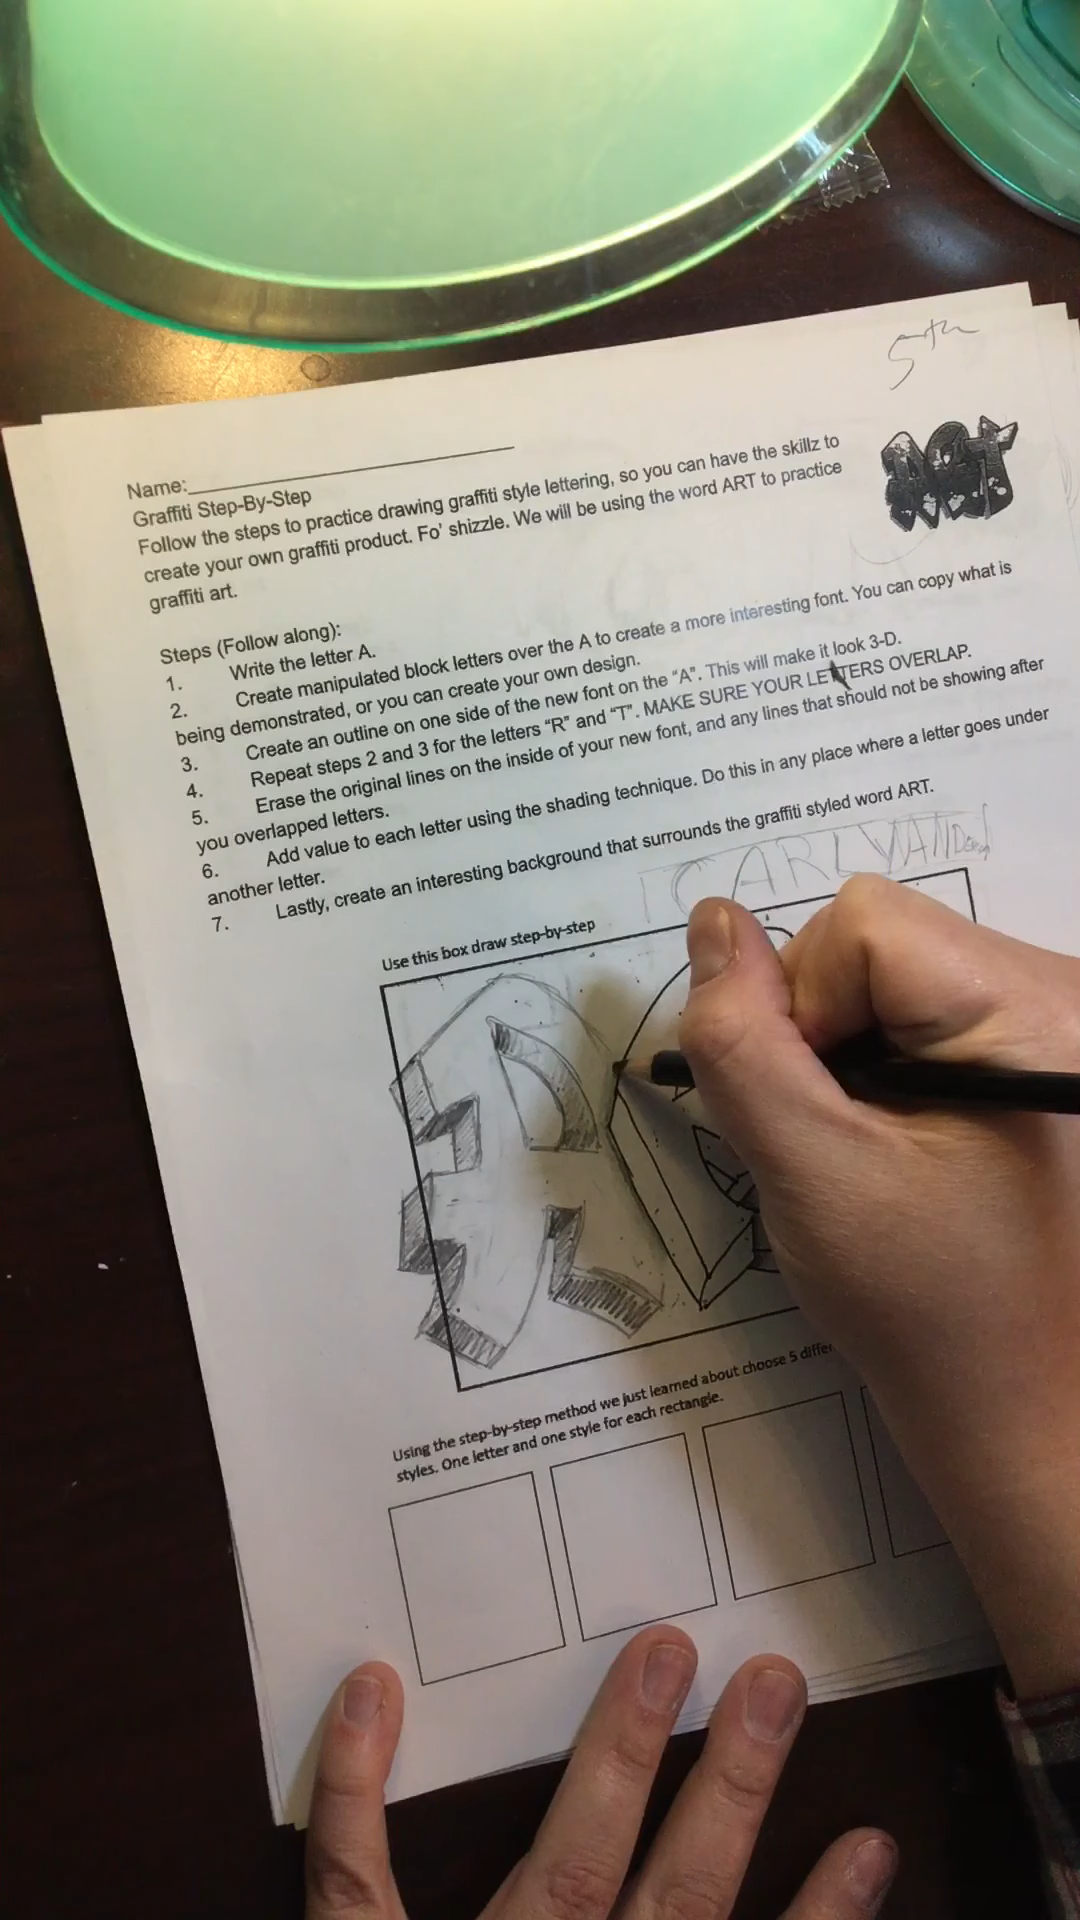 5th
Name:
Graffiti Step-By-Step
Follow the steps to practice drawing graffiti style lettering, so you can have the skillz to
create your own graffiti product. Fo' shizzle. We will be using the word ART to practice
graffiti art.
Steps (Follow along):
1. Write the letter A.
2. Create manipulated block letters over the A to create a more interesting font. You can copy what is
being demonstrated, or you can create your own design.
3. Create an outline on one side of the new font on the "A". This will make it look 3-D.
4. Repeat steps 2 and 3 for the letters "R" and "T". MAKE SURE YOUR LETTERS OVERLAP.
5. Erase the original lines on the inside of your new font, and any lines that should not be showing after
you overlapped letters.
6. Add value to each letter using the shading technique. Do this in any place where a letter goes under
another letter.
7. Lastly, create an interesting background that surrounds the graffiti styled word ART.
Use this box draw step-by-step
Using the step-by-step method we just learned about choose 5
styles. One letter and one style for each rectangle.